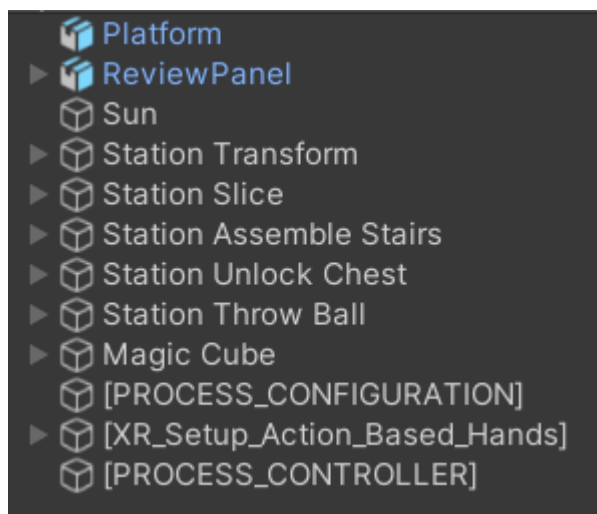 Platform
ReviewPanel
Sun
Station Transform
Station Slice
Station Assemble Stairs
Station Unlock Chest
Station Throw Ball
Magic Cube
[PROCESS_CONFIGURATION]
[XR_Setup_Action_Based_Hands]
[PROCESS_CONTROLLER]